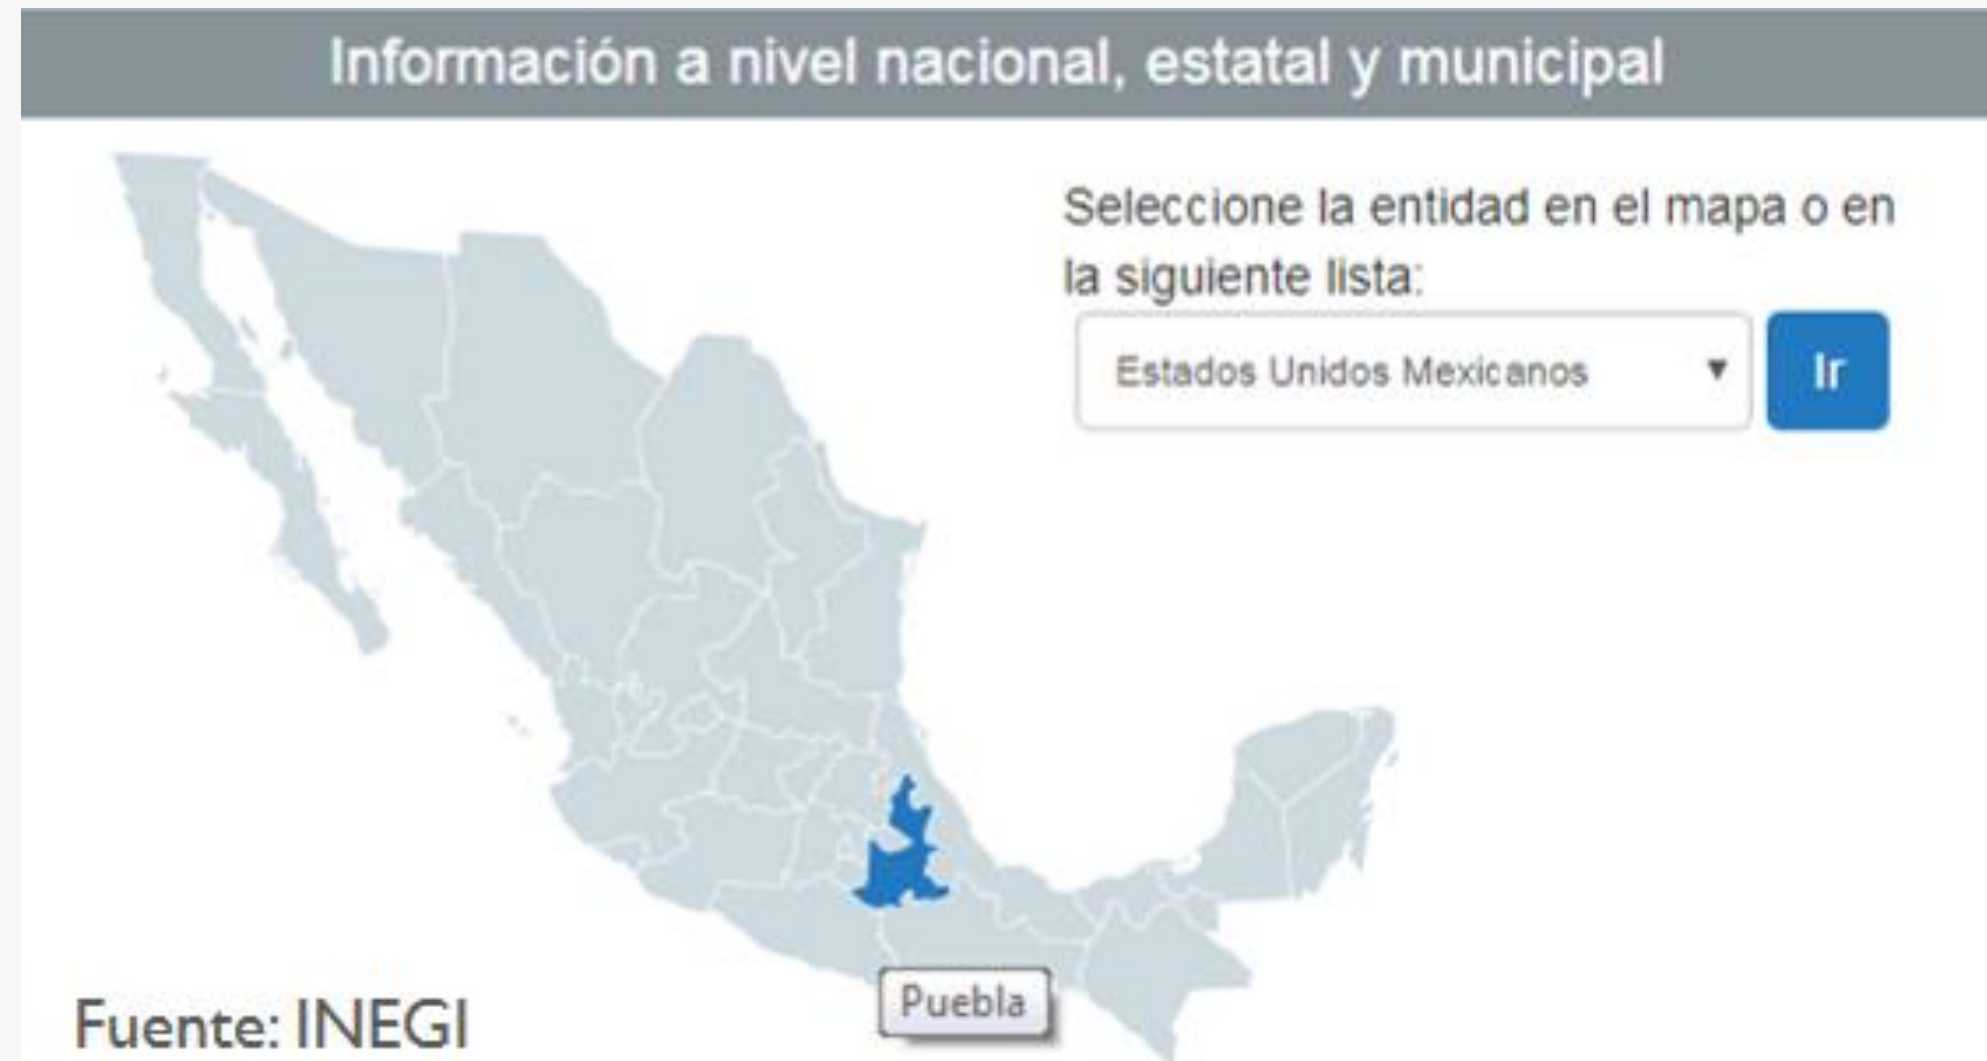 Información a nivel nacional, estatal y municipal
Seleccione la entidad en el mapa o en
la siguiente lista:
Estados Unidos Mexicanos
Ir
Puebla
Fuente: INEGI